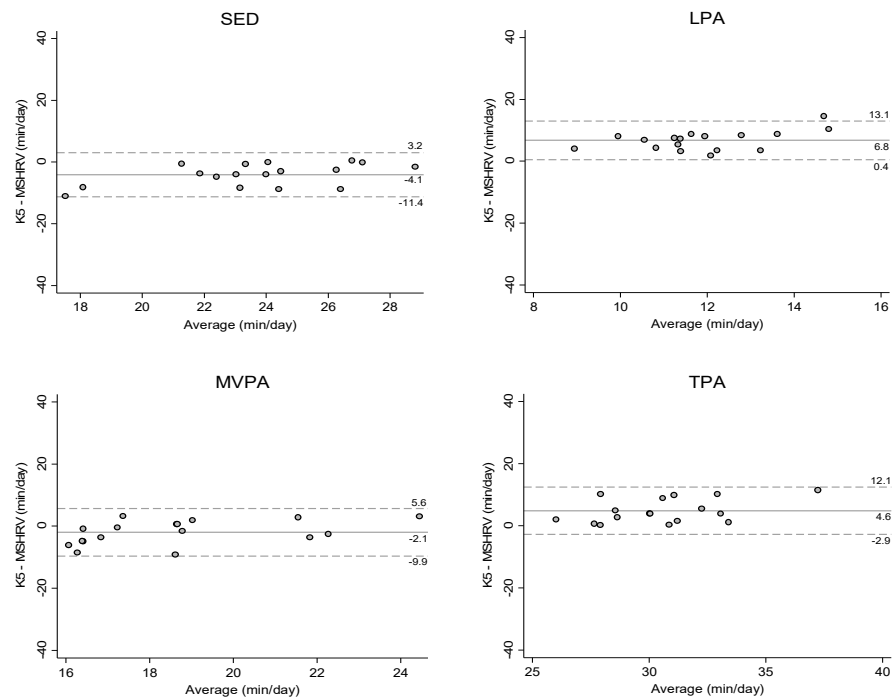 SED
K5 - MSHRV (min/day)
40
20
0
-20
-40
3.2
-4.1
-11.4
18 20 22 24 26 28
Average (min/day)
LPA
K5 - MSHRV (min/day)
40
20
0
-20
-40
13.1
6.8
0.4
8 10 12 14 16
Average (min/day)
MVPA
K5 - MSHRV (min/day)
40
20
0
-20
-40
5.6
-2.1
-9.9
16 18 20 22 24
Average (min/day)
TPA
K5 - MSHRV (min/day)
40
20
0
-20
-40
12.1
4.6
-2.9
25 30 35 40
Average (min/day)